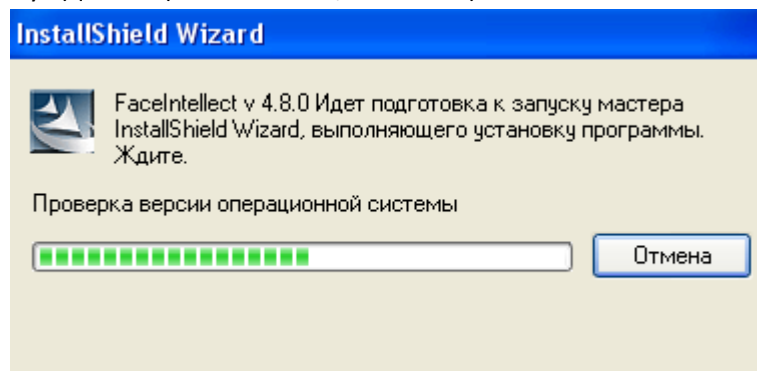 InstallShield Wizard
FaceIntellect v 4.8.0 Идет подготовка к запуску мастера
InstallShield Wizard, выполняющего установку программы.
Ждите.
Проверка версии операционной системы
Отмена